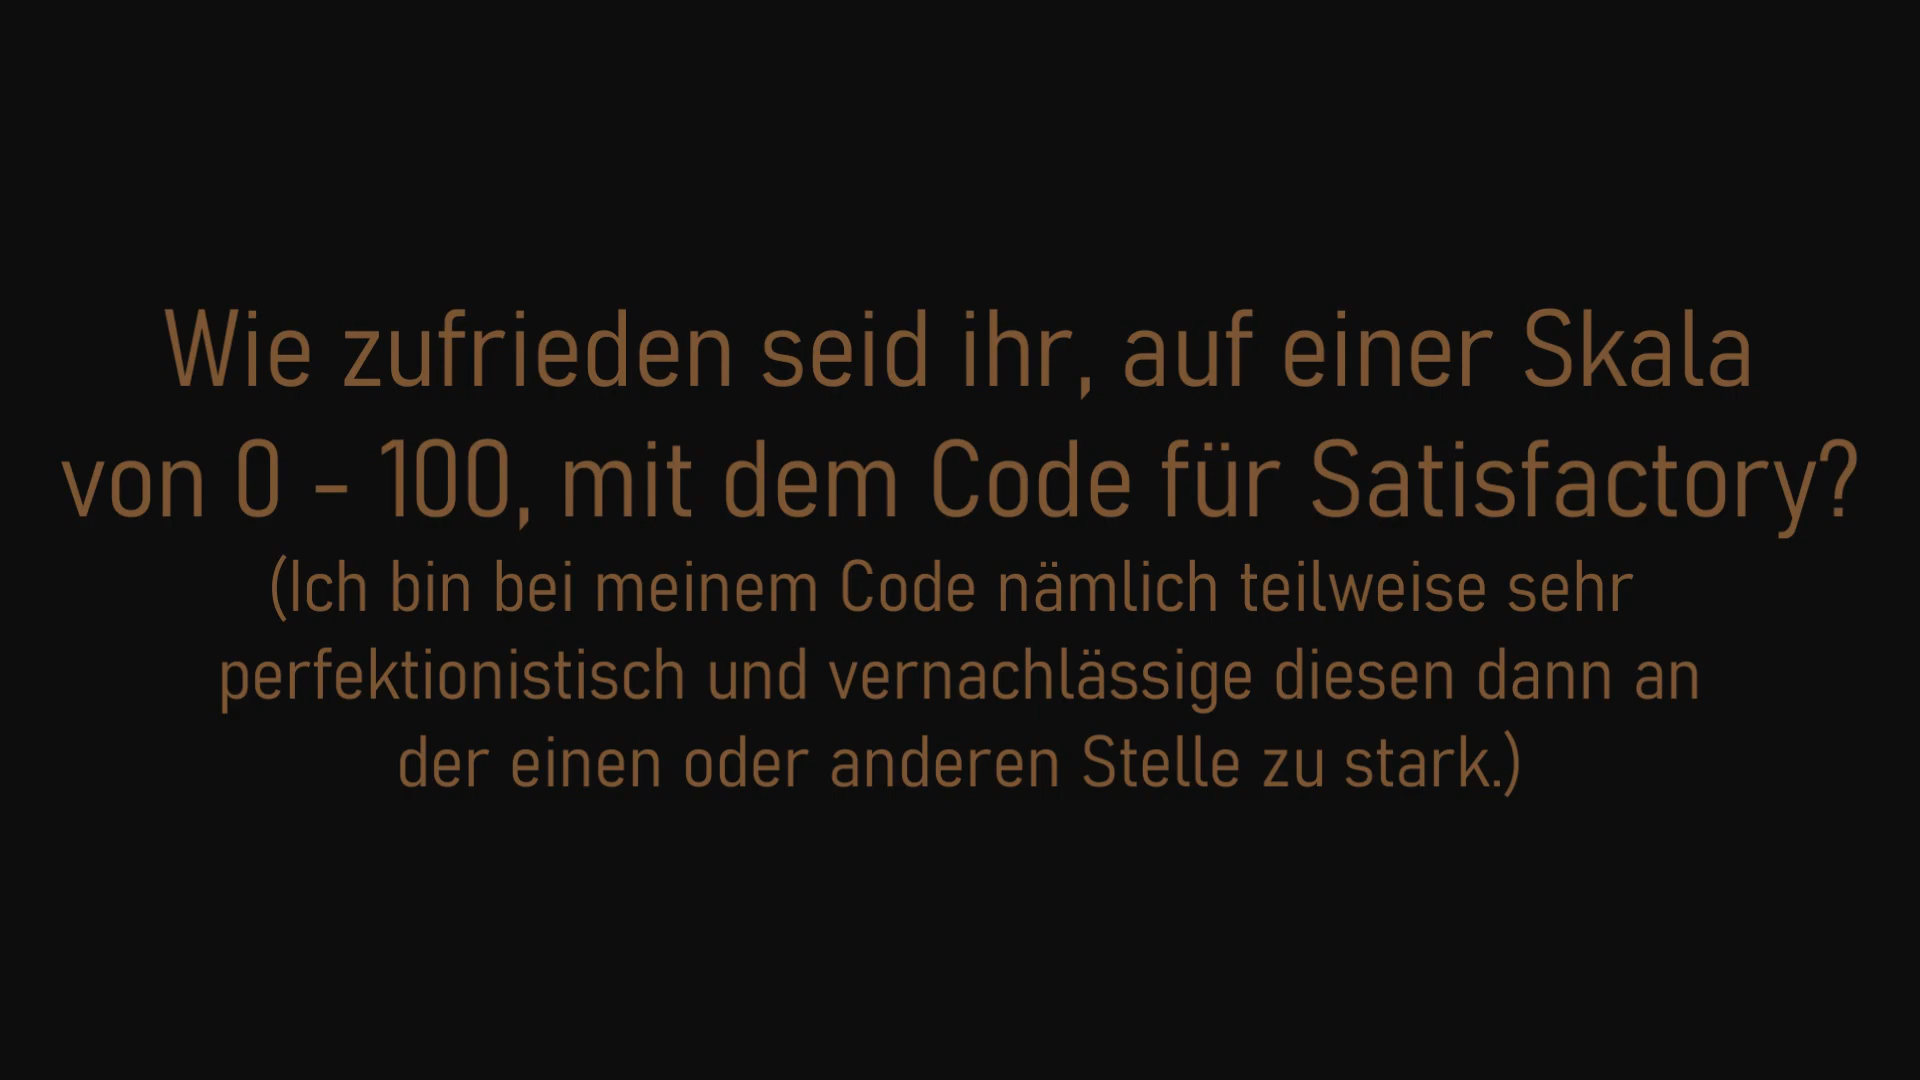 Wie zufrieden seid ihr, auf einer Skala
von 0 - 100, mit dem Code für Satisfactory?
(Ich bin bei meinem Code nämlich teilweise sehr
perfektionistisch und vernachlässige diesen dann an
der einen oder anderen Stelle zu stark.)